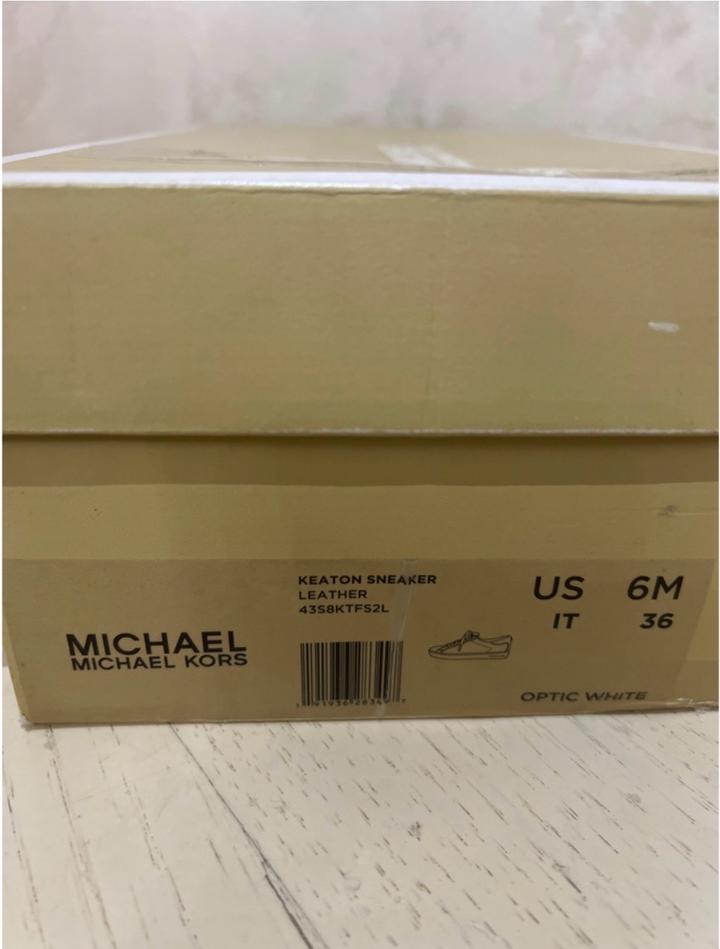 MICHAEL
MICHAEL KORS
KEATON SNEAKER
LEATHER
43S8KTFS2L
US 6M
IT 36
OPTIC WHITE